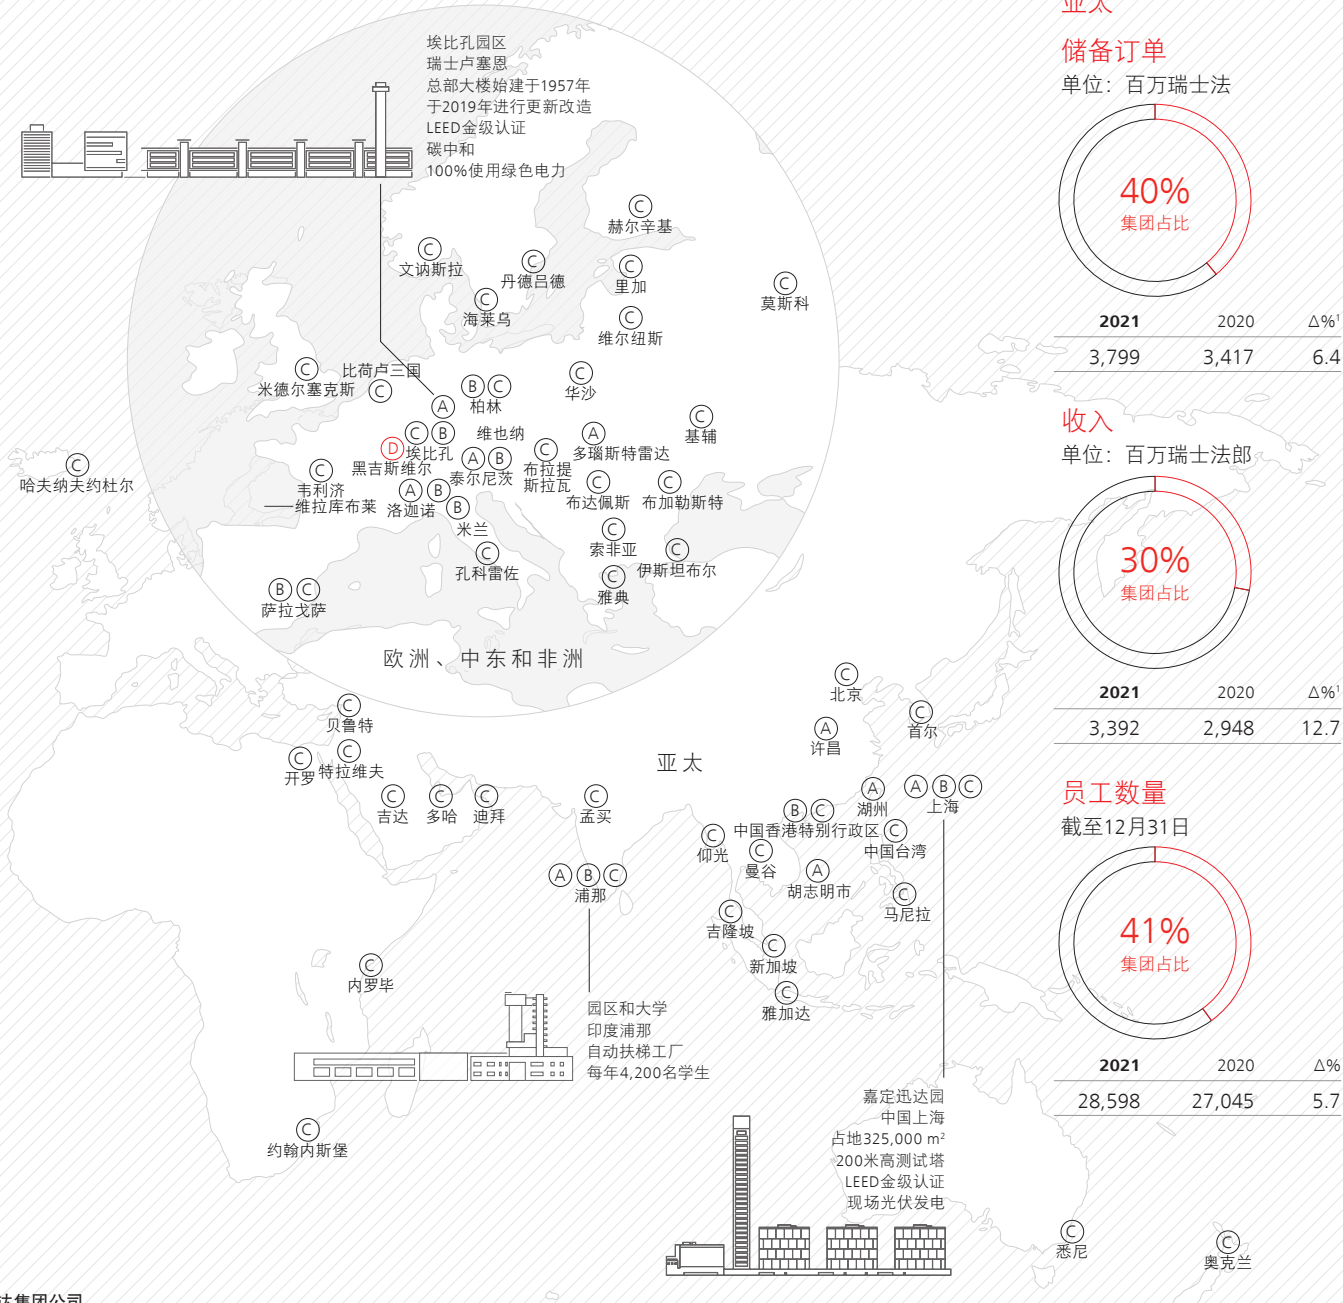 埃比孔园区
瑞士卢塞恩
总部大楼始建于1957年
于2019年进行更新改造
LEED金级认证
碳中和
100%使用绿色电力
C
赫尔辛基
C
文讷斯拉
C
丹德吕德
C
里加
C
莫斯科
C
海莱乌
C
维尔纽斯
C
米德尔塞克斯
比荷卢三国
C
B C
柏林
C
华沙
A
C B
埃比孔
D
黑吉斯维尔
维也纳
A B
泰尔尼茨
C
布拉提
斯拉瓦
A
多瑙斯特雷达
C
基辅
C
哈夫纳夫约杜尔
C
韦利济
维拉库布莱
A B
洛迦诺
B
米兰
C
布达佩斯
C
布加勒斯特
C
孔科雷佐
C
索非亚
C
伊斯坦布尔
C
雅典
B C
萨拉戈萨
欧洲、中东和非洲
C
贝鲁特
C
开罗
C
特拉维夫
C
吉达
C
多哈
C
迪拜
亚太
C
北京
A
许昌
C
首尔
C
孟买
A
湖州
A B C
上海
B C
中国香港特别行政区
C
中国台湾
C
仰光
C
曼谷
A
胡志明市
A B C
浦那
C
马尼拉
C
吉隆坡
C
新加坡
C
雅加达
C
内罗毕
园区和大学
印度浦那
自动扶梯工厂
每年4,200名学生
C
约翰内斯堡
嘉定迅达园
中国上海
占地325,000 m²
200米高测试塔
LEED金级认证
现场光伏发电
C
悉尼
C
奥克兰
亚太
储备订单
单位：百万瑞士法
40%
集团占比
2021 2020 Δ%¹
3,799 3,417 6.4
收入
单位：百万瑞士法郎
30%
集团占比
2021 2020 Δ%¹
3,392 2,948 12.7
员工数量
截至12月31日
41%
集团占比
2021 2020 Δ%
28,598 27,045 5.7
达集团公司